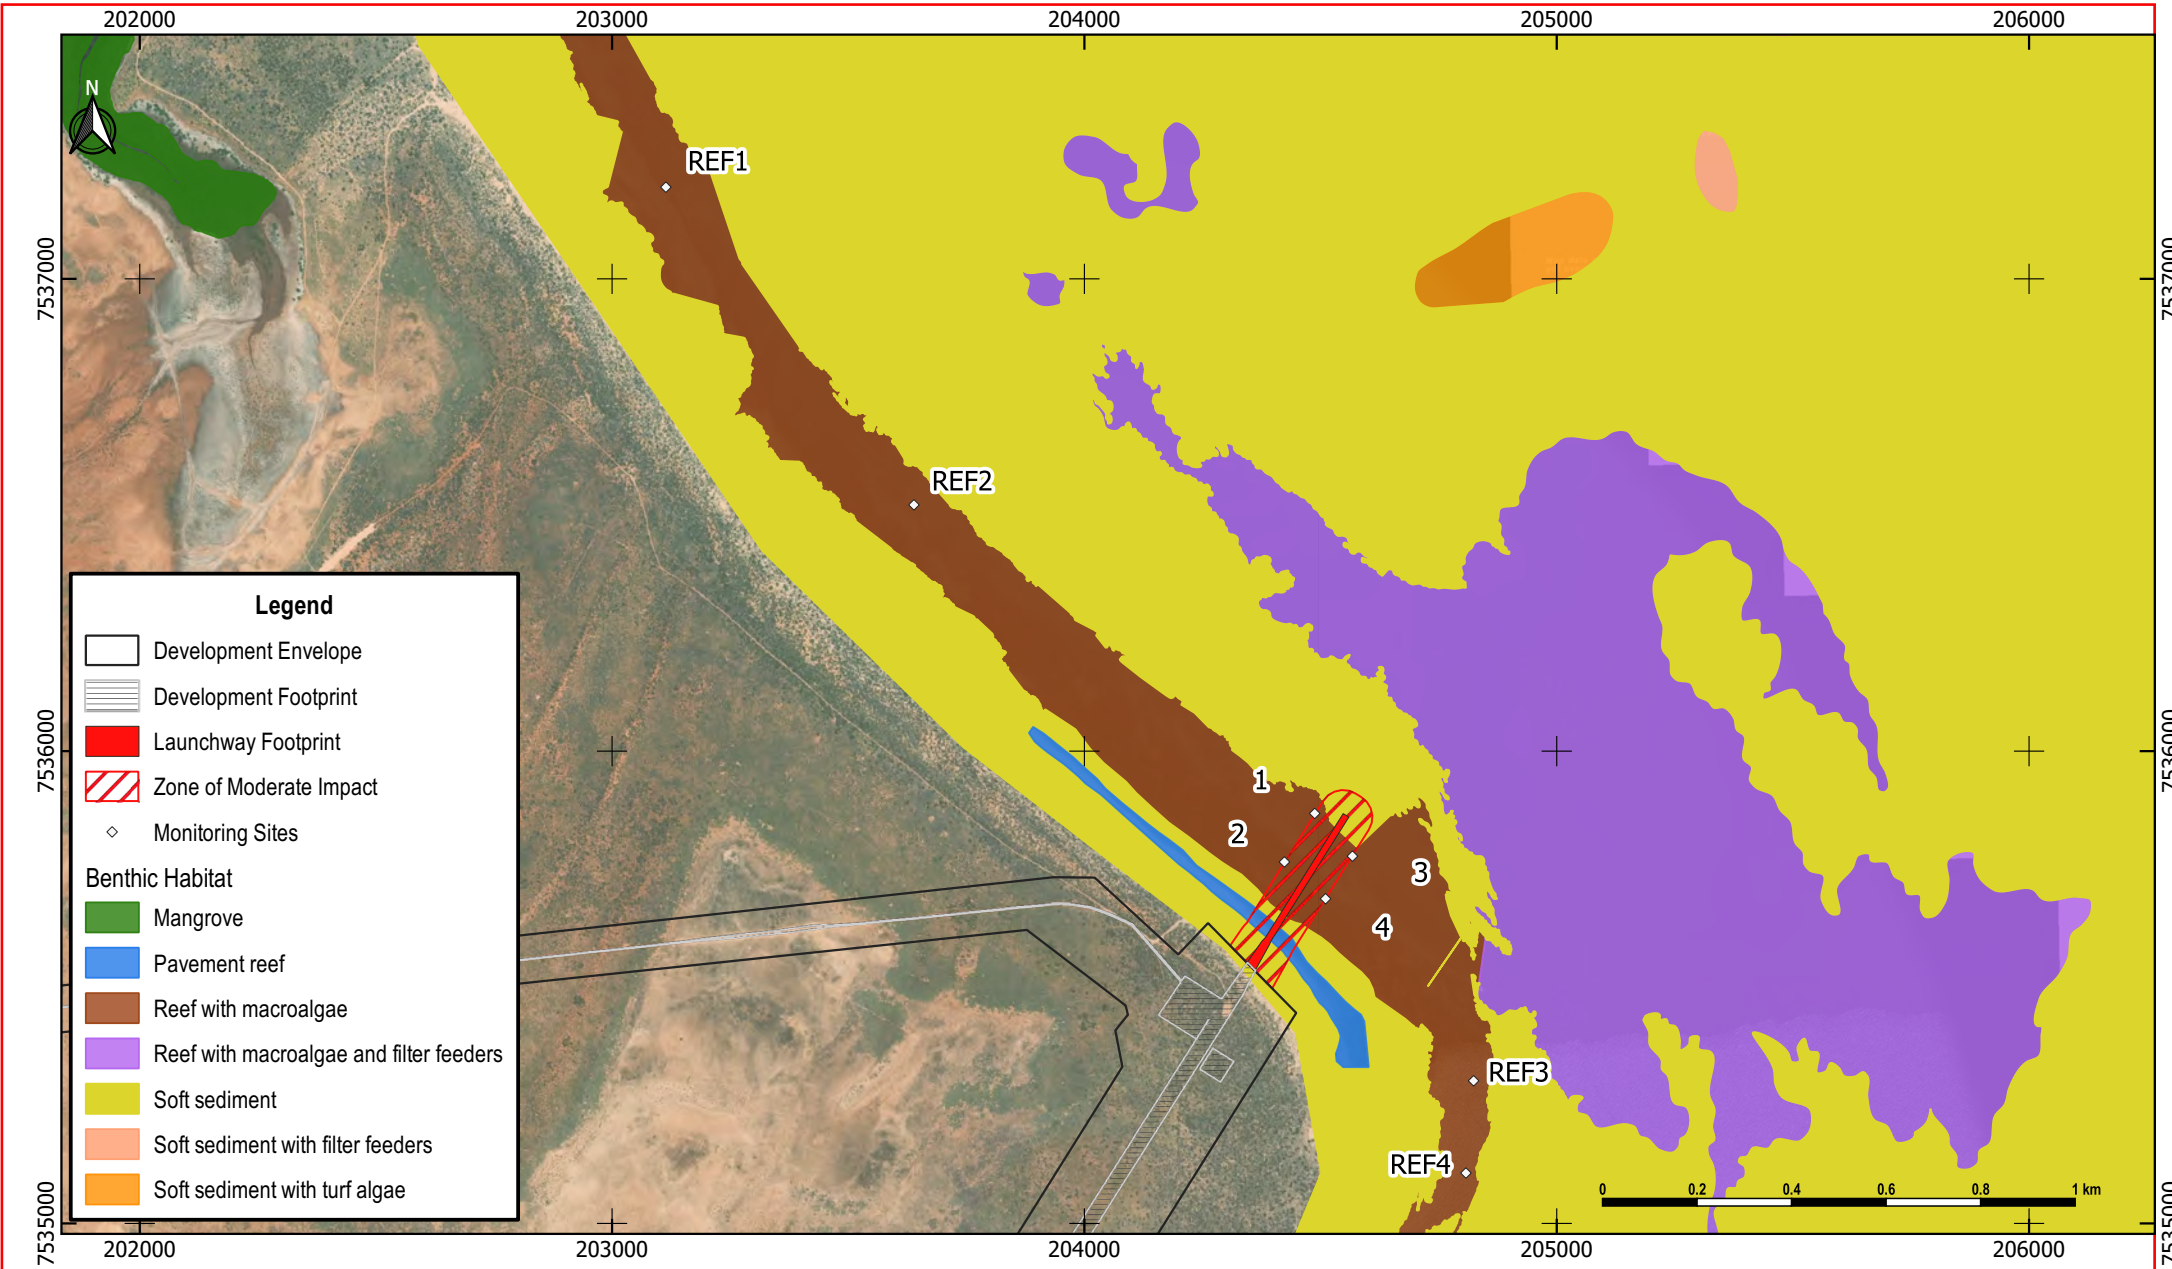 202000 203000 204000 205000 206000
N
REF1
7537000 7537000
REF2
Legend
Development Envelope
Development Footprint
Launchway Footprint
Zone of Moderate Impact
Monitoring Sites
Benthic Habitat
Mangrove
Pavement reef
Reef with macroalgae
Reef with macroalgae and filter feeders
Soft sediment
Soft sediment with filter feeders
Soft sediment with turf algae
7536000 7536000
1
2
3
4
REF3
REF4
0 0.2 0.4 0.6 0.8 1 km
7535000 7535000
202000 203000 204000 205000 206000